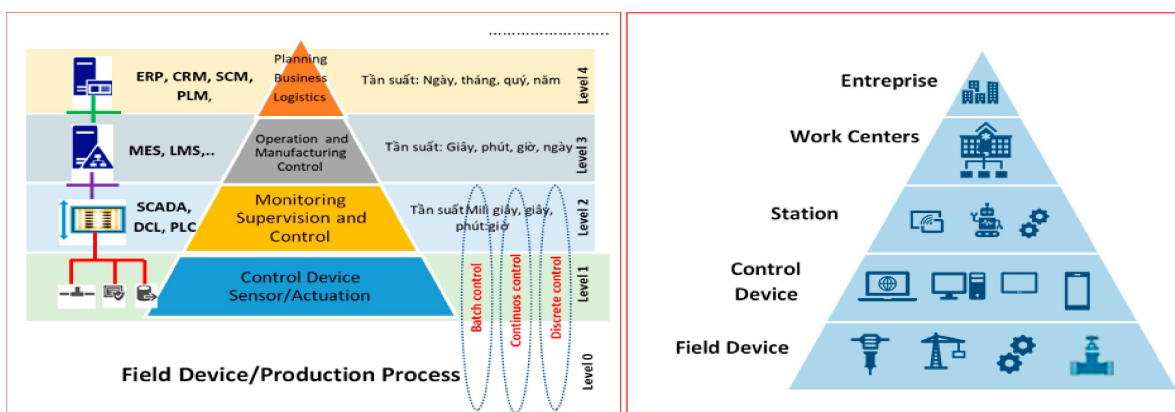 Planning
Business
Logistics
ERP, CRM, SCM,
PLM,
Tần suất: Ngày, tháng, quý, năm
Level 4
Operation and
Manufacturing
Control
MES, LMS,..
Tần suất: Giây, phút, giờ, ngày
Level 3
Monitoring
Supervision and
Control
SCADA,
DCL, PLC
Tần suất Mili giây, giây,
phút.giờ
Level 2
Control Device
Sensor/Actuation
Level 1
Batch control
Continuos control
Discrete control
Field Device/Production Process
Level 0
Entreprise
Work Centers
Station
Control
Device
Field Device